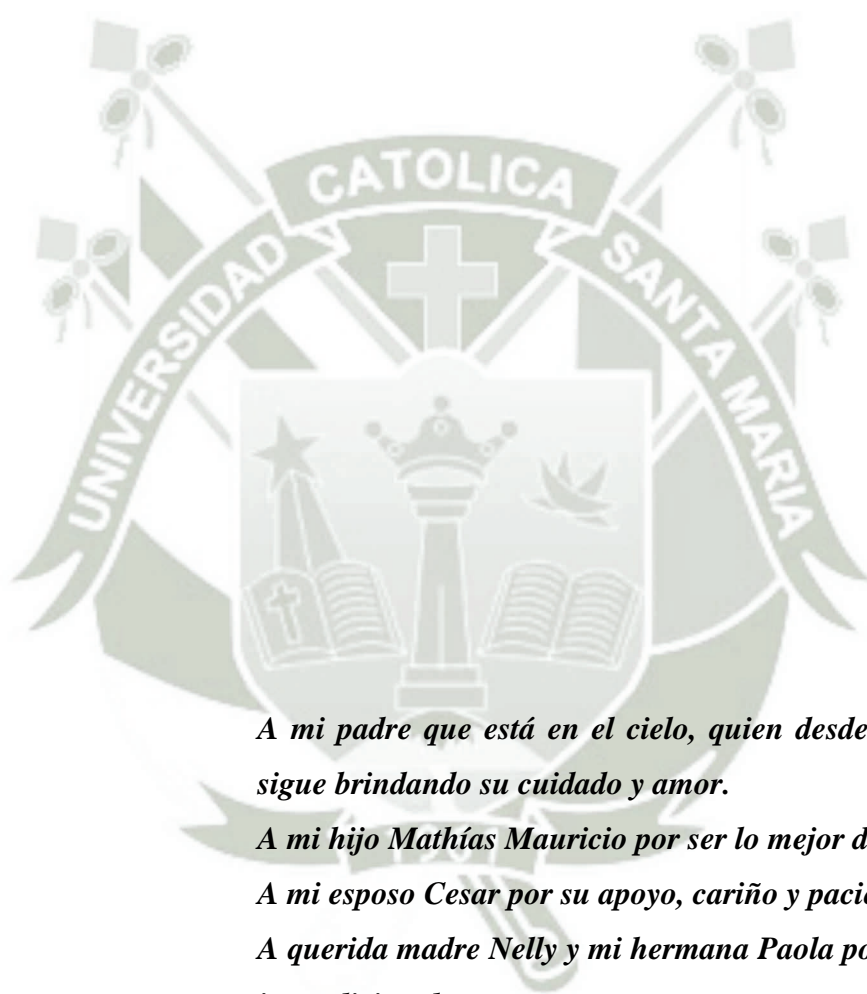 UNIVERSIDAD CATOLICA SANTA MARIA
A mi padre que está en el cielo, quien desde
sigue brindando su cuidado y amor.
A mi hijo Mathías Mauricio por ser lo mejor
A mi esposo Cesar por su apoyo, cariño y
A querida madre Nelly y mi hermana Paola